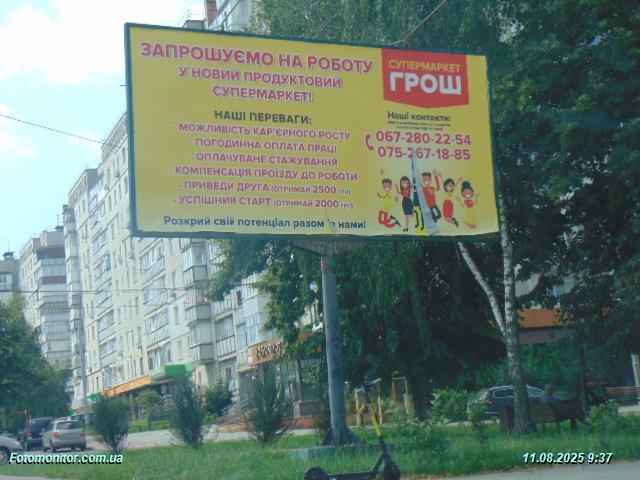 ЗАПРОШУЄМО НА РОБОТУ
У НОВИЙ ПРОДУКТОВИЙ
СУПЕРМАРКЕТ!
СУПЕРМАРКЕТ
ГРОШ
НАШІ ПЕРЕВАГИ:
- МОЖЛИВІСТЬ КАР'ЄРНОГО РОСТУ
- ПОГОДИННА ОПЛАТА ПРАЦІ
- ОПЛАЧУВАНЕ СТАЖУВАННЯ
- КОМПЕНСАЦІЯ ПРОЇЗДУ ДО РОБОТИ
- ПРИВЕДИ ДРУГА (ОТРИМАЙ 2500 грн)
- УСПІШНИЙ СТАРТ (ОТРИМАЙ 2000 грн)
Розкрий свій потенціал разом з нами!
Наші контакти:
067-280-22-54
075-267-18-85
Fotomonitor.com.ua
11.08.2025 9:37